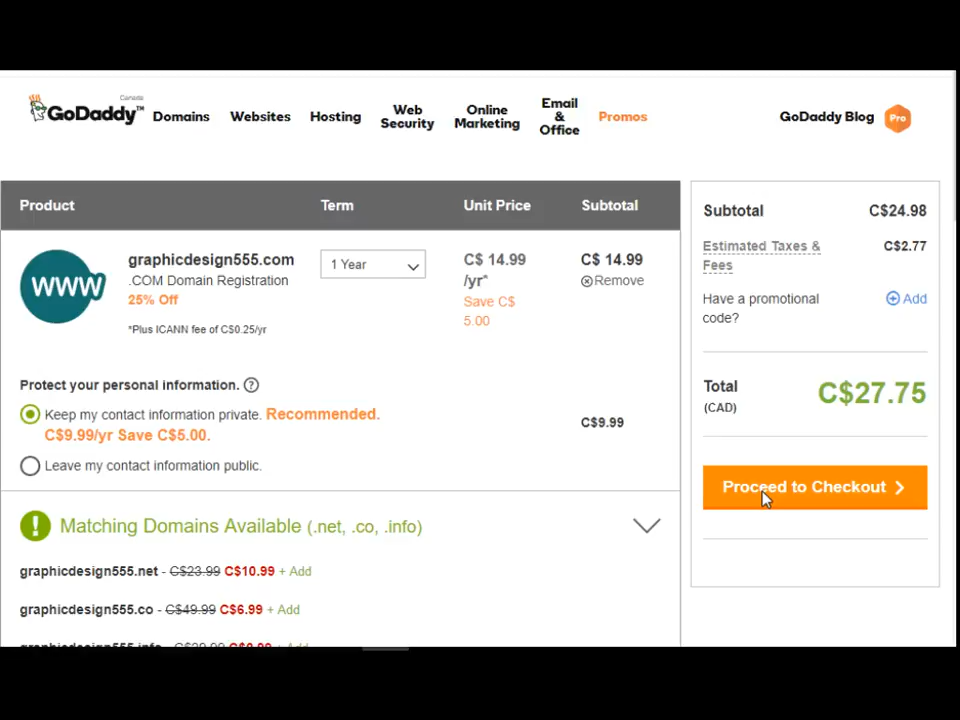 Canada
GoDaddy™
Domains
Websites
Hosting
Web
Security
Online
Marketing
Email
&
Office
Promos
GoDaddy Blog
Pro
Product Term Unit Price Subtotal
www
graphicdesign555.com
.COM Domain Registration
25% Off
*Plus ICANN fee of C$0.25/yr
1 Year
C$ 14.99
/yr*
Save C$
5.00
C$ 14.99
Remove
Protect your personal information. ?
Keep my contact information private. Recommended.
C$9.99/yr Save C$5.00.
C$9.99
Leave my contact information public.
! Matching Domains Available (.net, .co, .info)
graphicdesign555.net - C$23.99 C$10.99 + Add
graphicdesign555.co - C$49.99 C$6.99 + Add
Subtotal C$24.98
Estimated Taxes & C$2.77
Fees
Have a promotional Add
code?
Total C$27.75
(CAD)
Proceed to Checkout